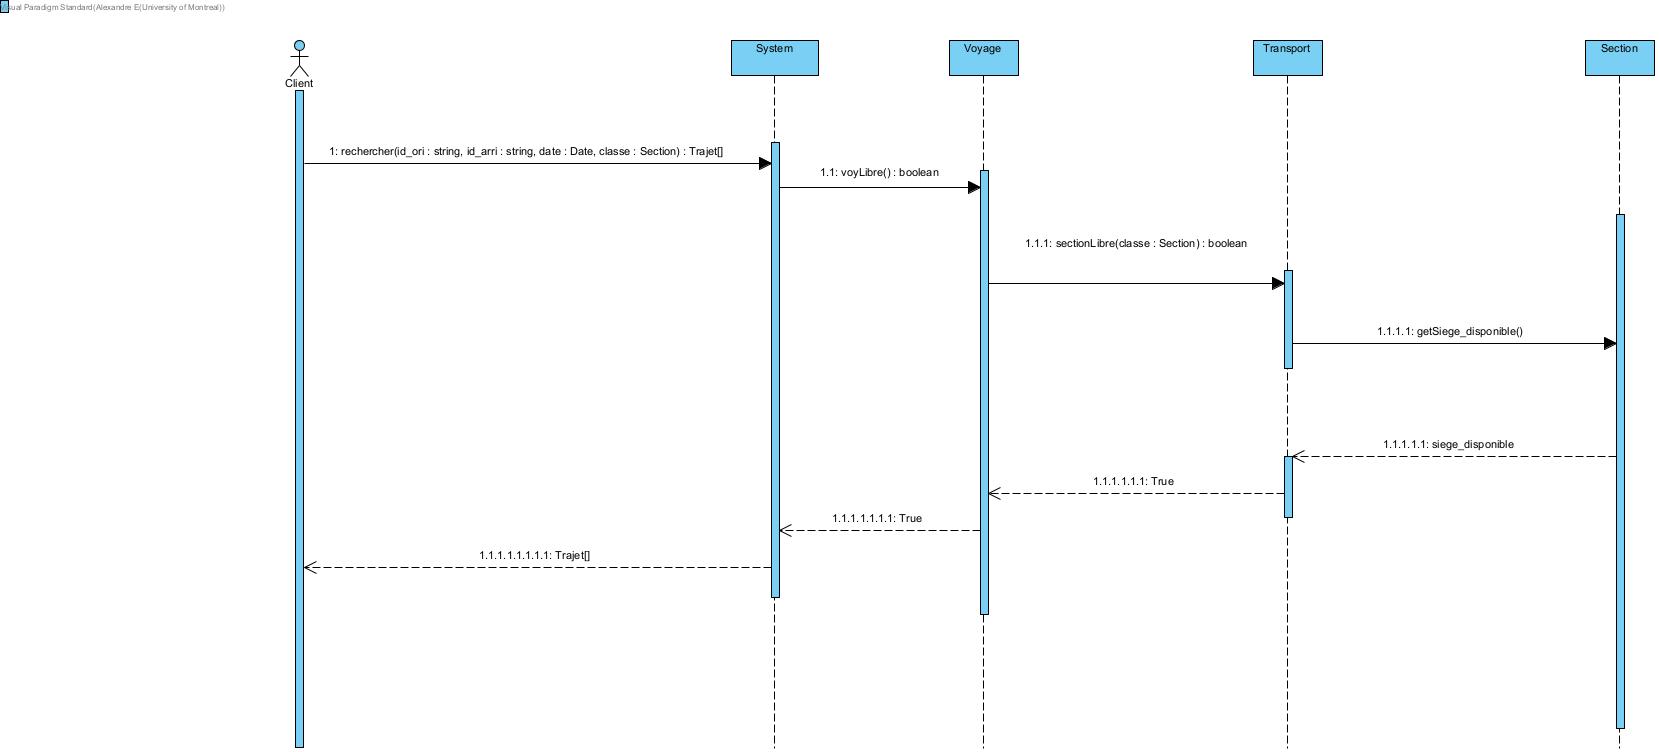 Visual Paradigm Standard(Alexandre E(University of Montreal))
System
Voyage
Transport
Section
Client
1: rechercher(id_ori : string, id_arri : string, date : Date, classe : Section) : Trajet[]
1.1: voyLibre() : boolean
1.1.1: sectionLibre(classe : Section) : boolean
1.1.1.1: getSiege_disponible()
1.1.1.1.1: siege_disponible
1.1.1.1.1.1: True
1.1.1.1.1.1.1: True
1.1.1.1.1.1.1.1: Trajet[]